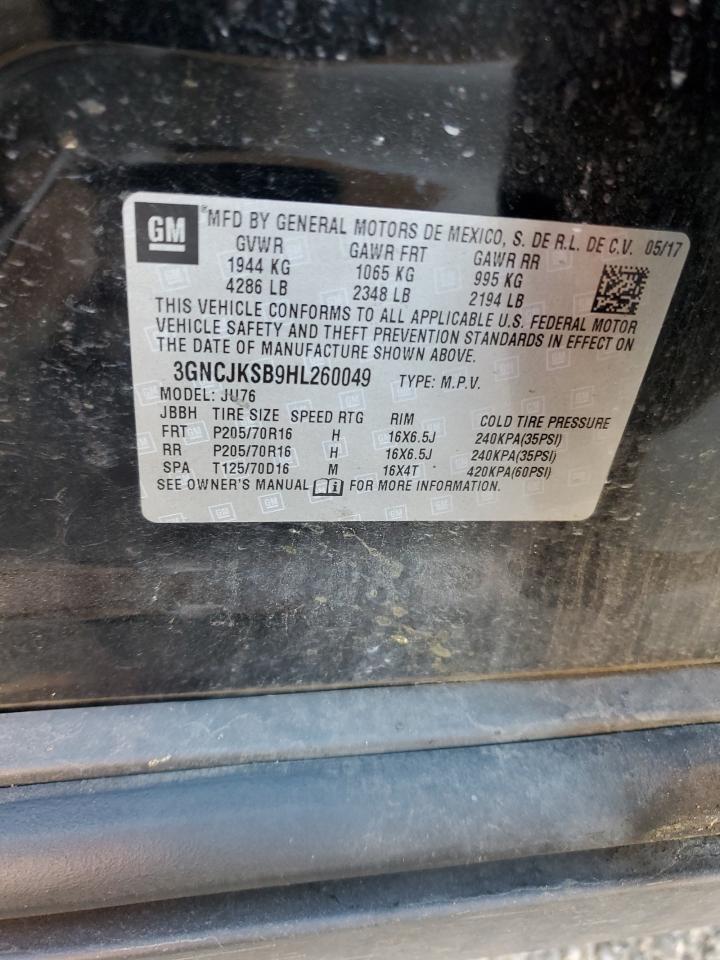 GM
MFD BY GENERAL MOTORS DE MEXICO, S. DE R.L. DE C.V. 05/17
GVWR GAWR FRT GAWR RR
1944 KG 1065 KG 995 KG
4286 LB 2348 LB 2194 LB
THIS VEHICLE CONFORMS TO ALL APPLICABLE U.S. FEDERAL MOTOR
VEHICLE SAFETY AND THEFT PREVENTION STANDARDS IN EFFECT ON
THE DATE OF MANUFACTURE SHOWN ABOVE.
3GNCJKSB9HL260049 TYPE: M.P.V.
MODEL: JU76
JBBH TIRE SIZE SPEED RTG RIM COLD TIRE PRESSURE
FRT P205/70R16 H 16X6.5J 240KPA(35PSI)
RR P205/70R16 H 16X6.5J 240KPA(35PSI)
SPA T125/70D16 M 16X4T 420KPA(60PSI)
SEE OWNER'S MANUAL i FOR MORE INFORMATION.